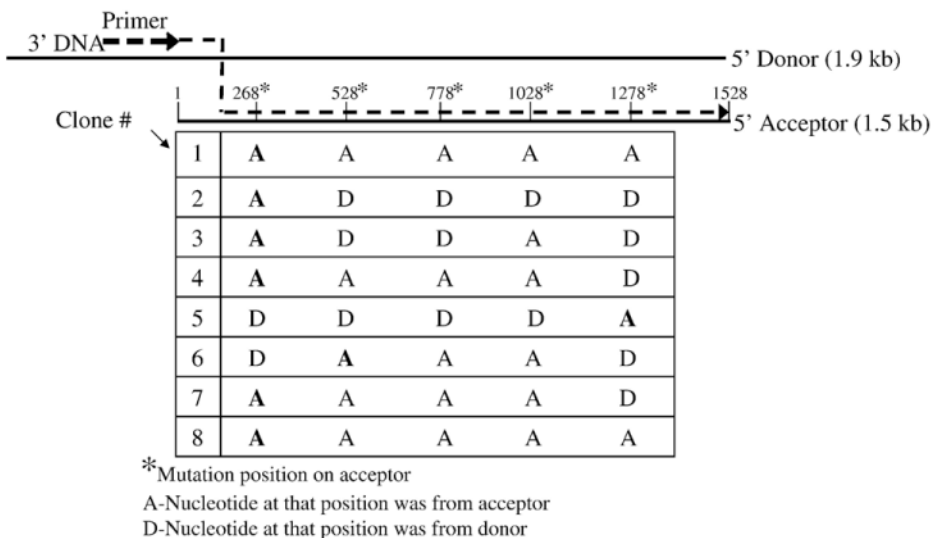 Primer
3’ DNA
5’ Donor (1.9 kb)
1 268* 528* 778* 1028* 1278* 1528
Clone #
5’ Acceptor (1.5 kb)
1 A A A A A
2 A D D D D
3 A D D A D
4 A A A A D
5 D D D D A
6 D A A A D
7 A A A A D
8 A A A A A
*Mutation position on acceptor
A-Nucleotide at that position was from acceptor
D-Nucleotide at that position was from donor